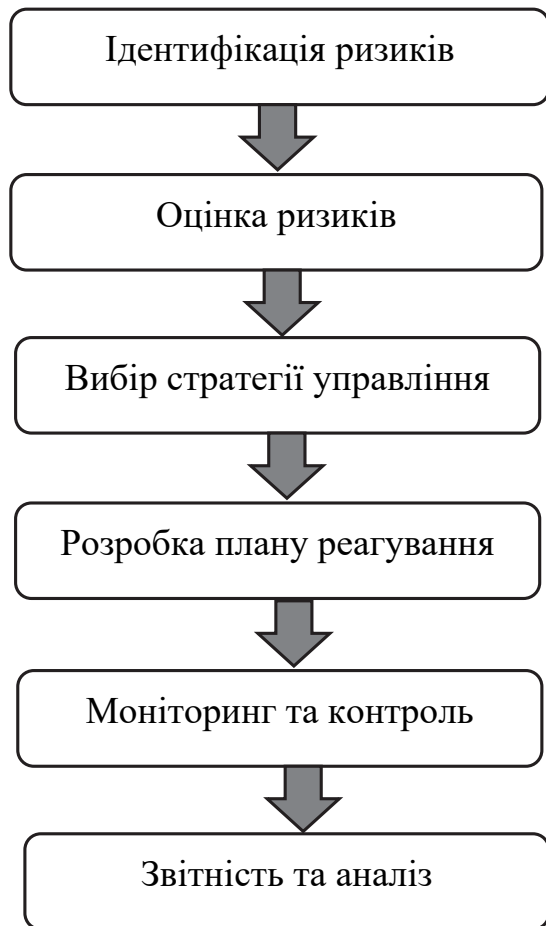 Ідентифікація ризиків
Оцінка ризиків
Вибір стратегії управління
Розробка плану реагування
Моніторинг та контроль
Звітність та аналіз